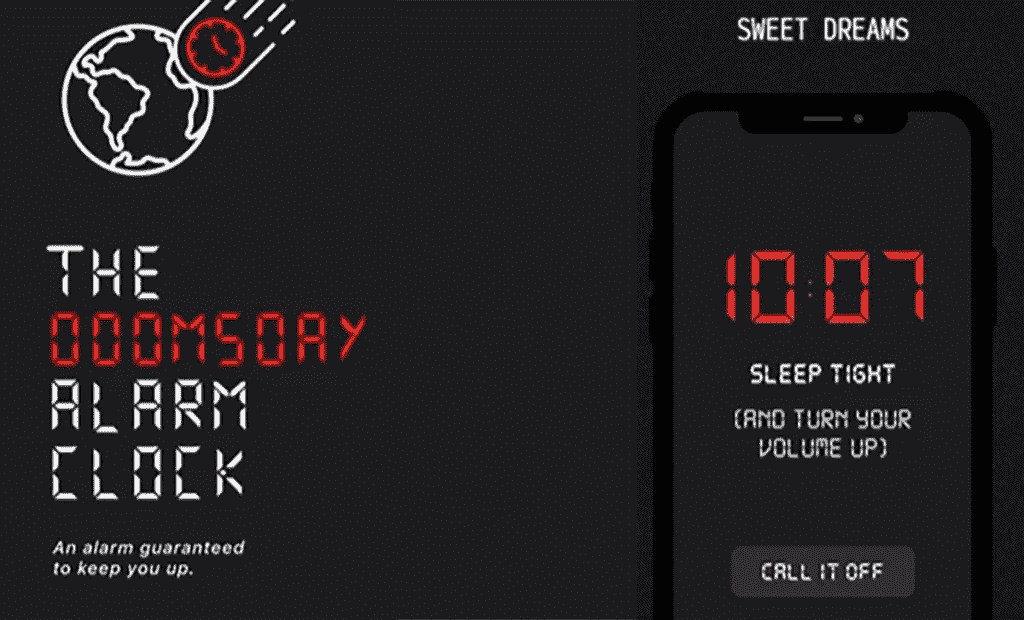 THE
DOOMSDAY
ALARM
CLOCK
An alarm guaranteed
to keep you up.
SWEET DREAMS
10:07
SLEEP TIGHT
(AND TURN YOUR
VOLUME UP)
CALL IT OFF